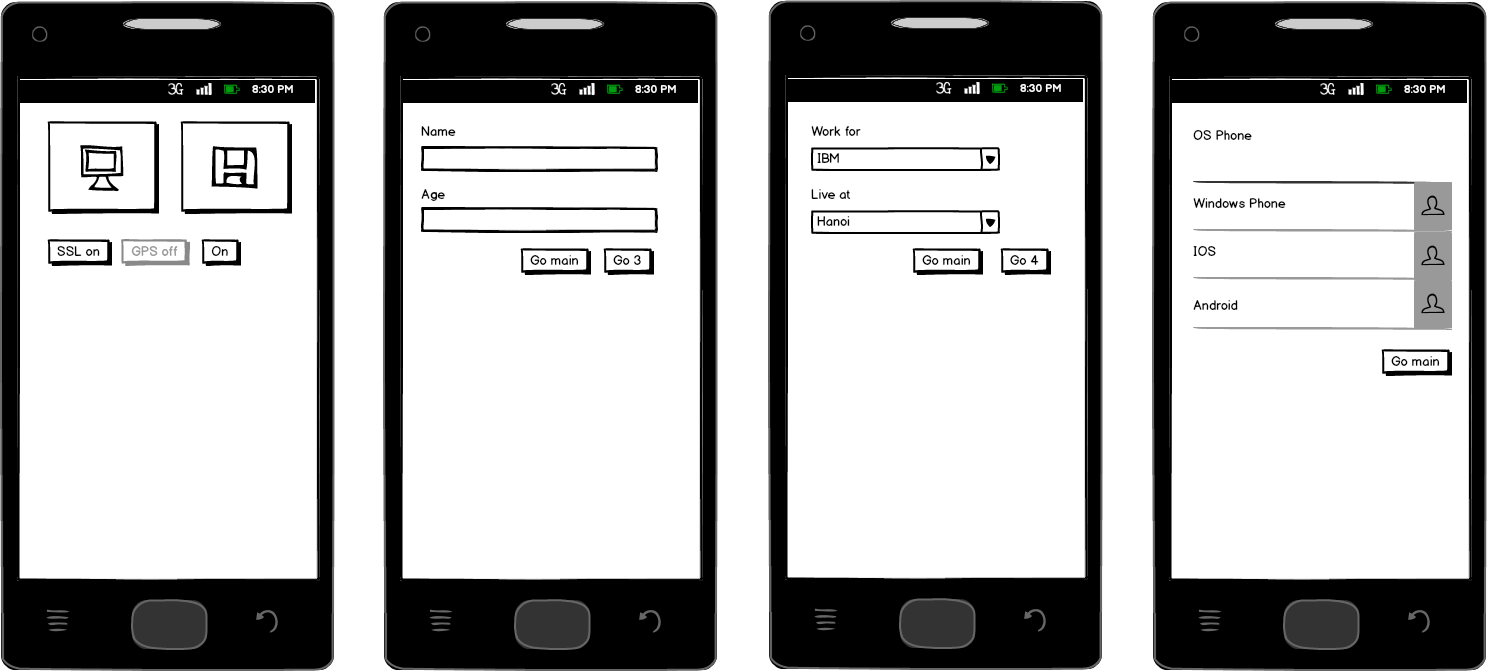 3G 8:30 PM
SSL on GPS off On
3G 8:30 PM
Name
Age
Go main Go 3
3G 8:30 PM
Work for
IBM
Live at
Hanoi
Go main Go 4
3G 8:30 PM
OS Phone
Windows Phone
IOS
Android
Go main